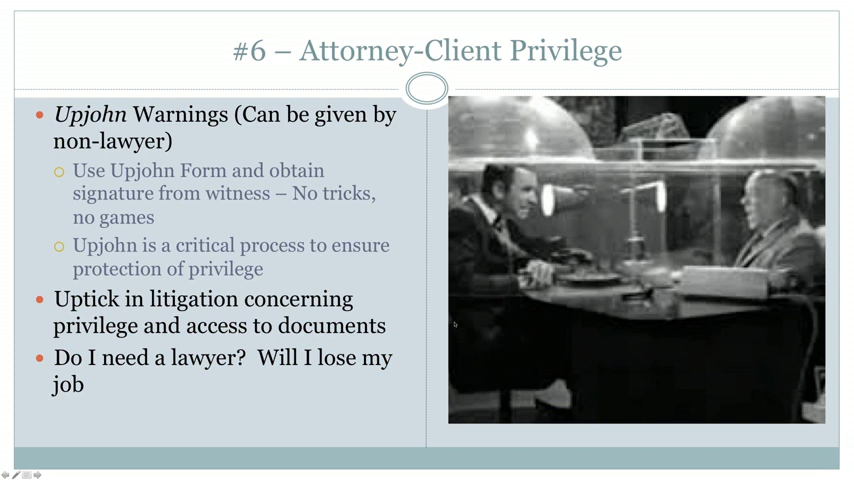 #6 – Attorney-Client Privilege
Upjohn Warnings (Can be given by
non-lawyer)
Use Upjohn Form and obtain
signature from witness – No tricks,
no games
Upjohn is a critical process to ensure
protection of privilege
Uptick in litigation concerning
privilege and access to documents
Do I need a lawyer?  Will I lose my
job